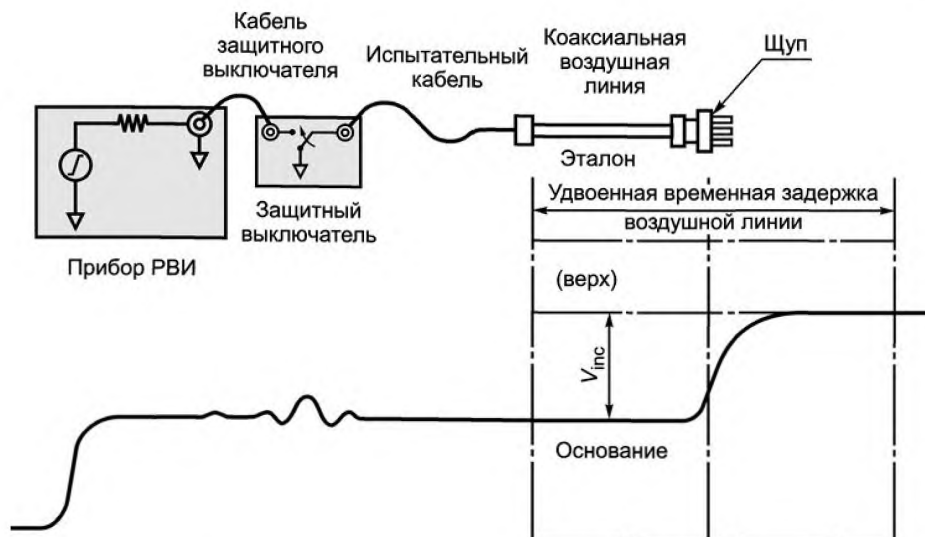 Кабель
защитного
выключателя
Испытательный
кабель
Коаксиальная
воздушная
линия
Щуп
Эталон
Защитный
выключатель
Прибор РВИ
Удвоенная временная задержка
воздушной линии
(верх)
Vinc
Основание